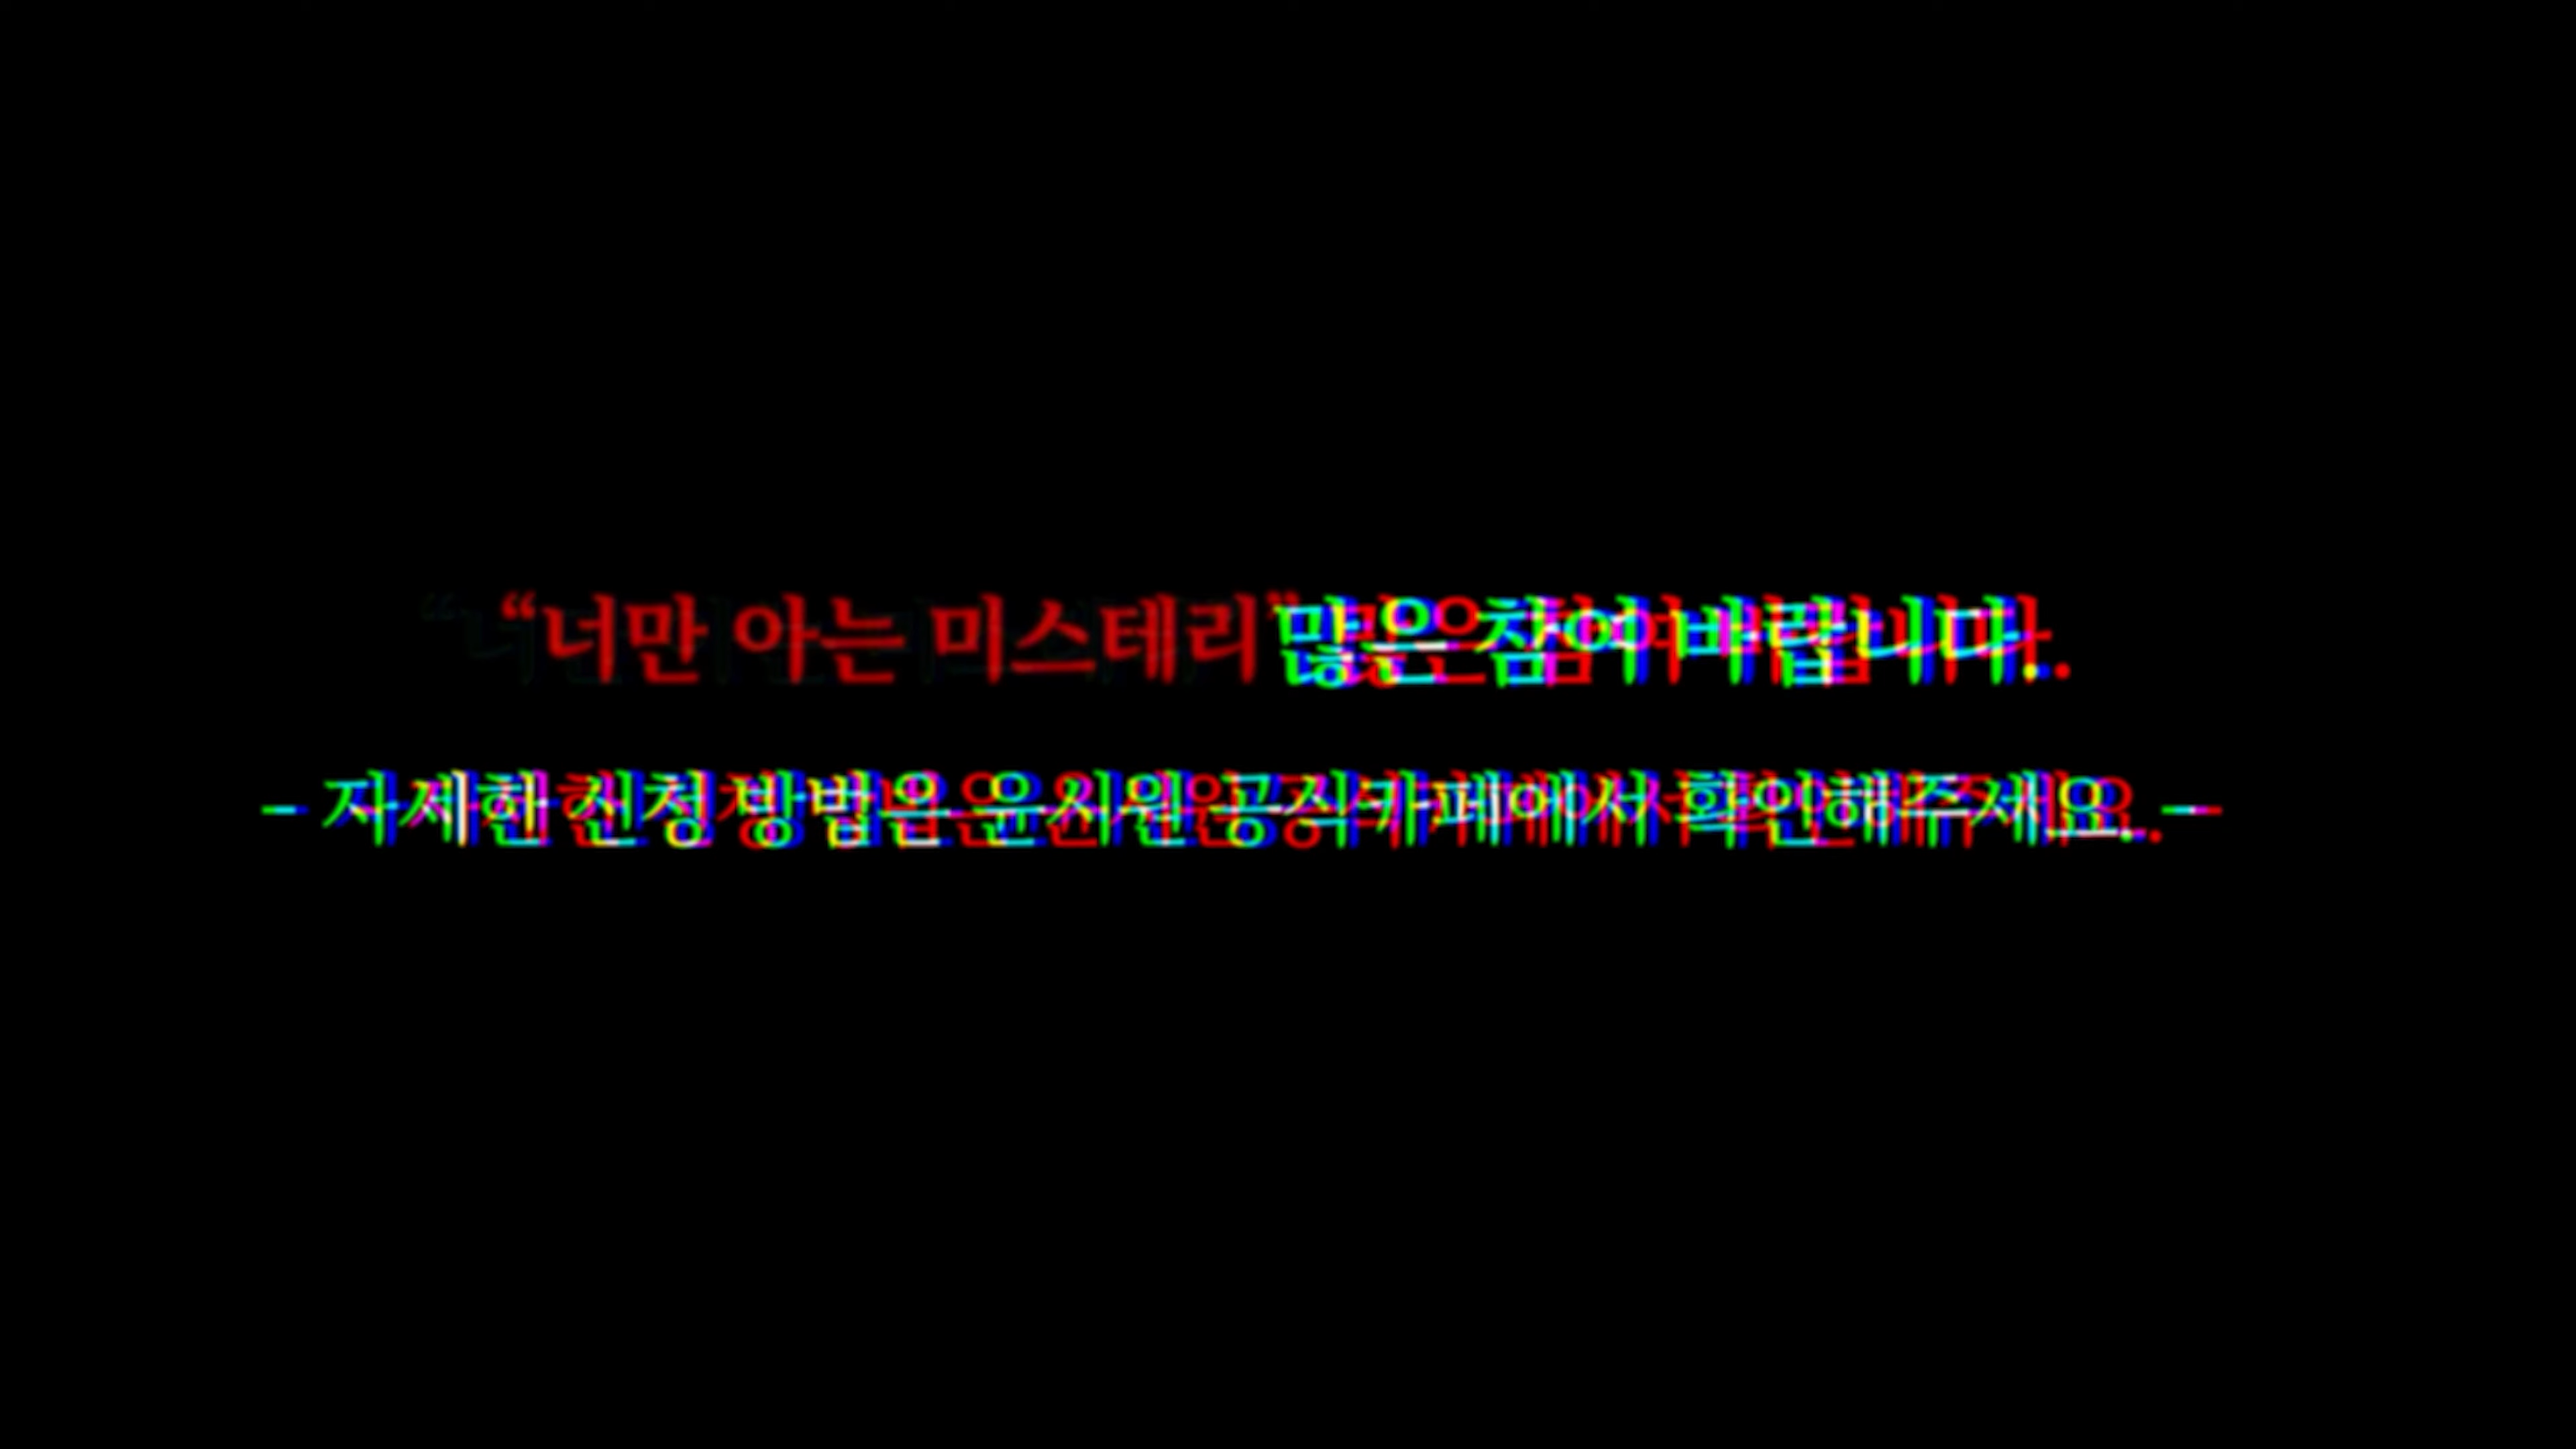 “너만 아는 미스테리” 많은 참여 바랍니다.
- 자세한 신청 방법은 윤시원 공식카페에서 확인해주세요. -